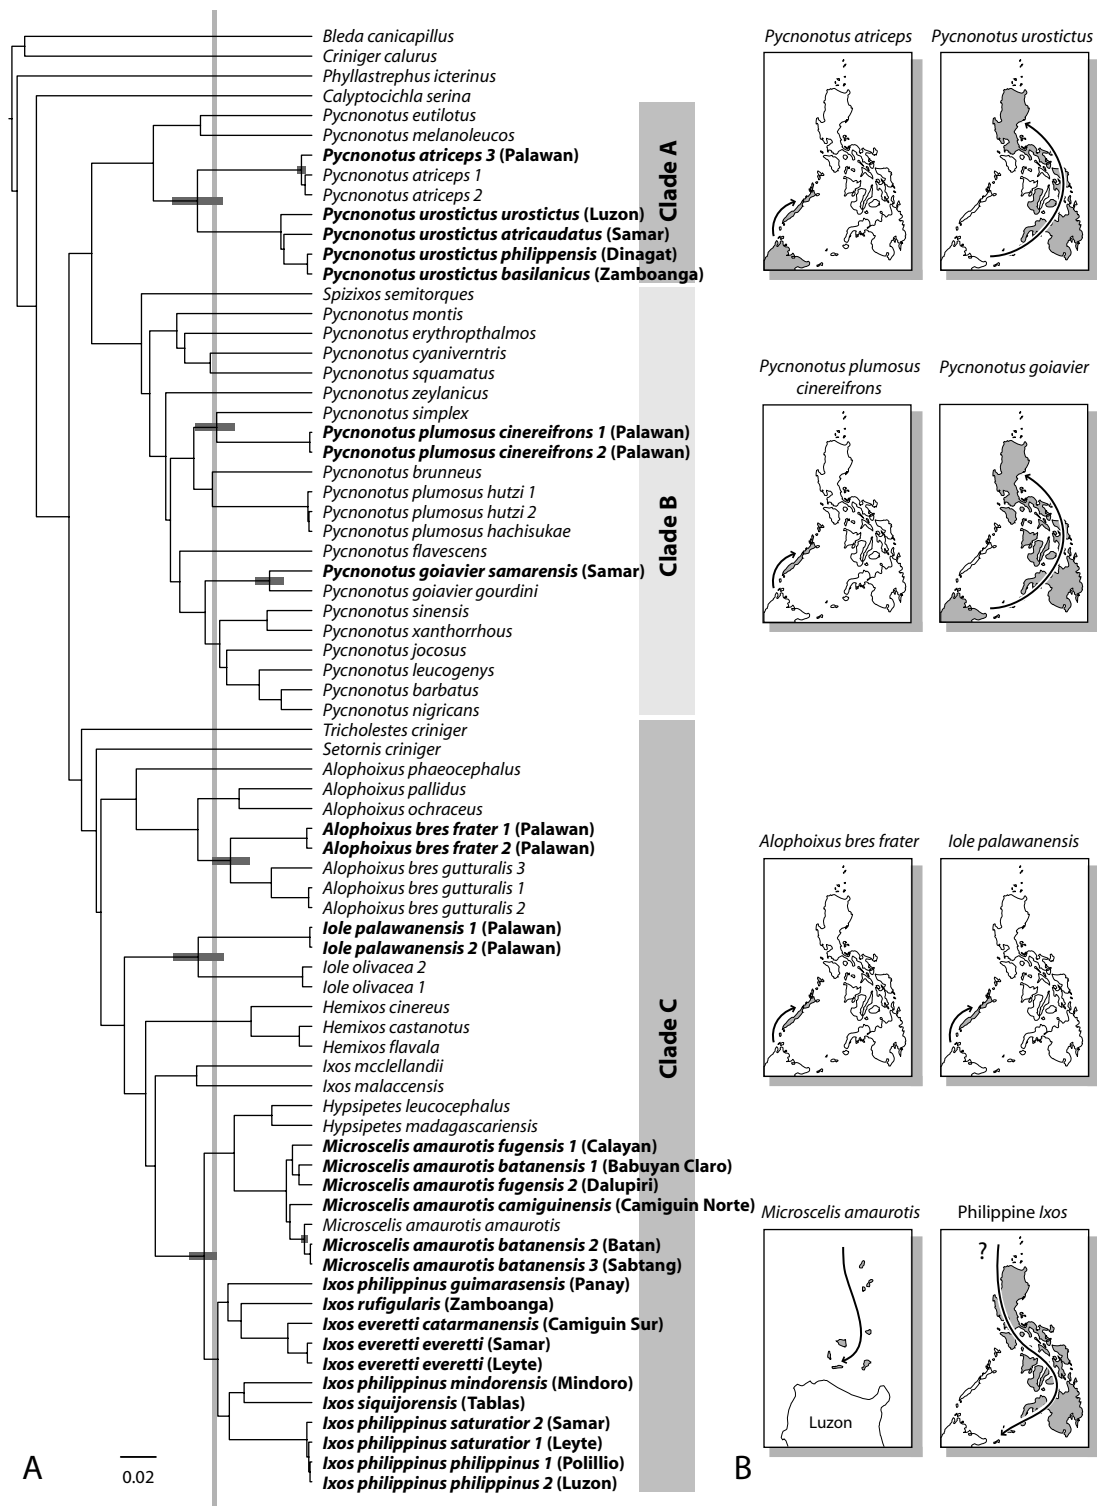 Bleda canicapillus
Criniger calurus
Phyllastrephus icterinus
Calyptocichla serina
Pycnonotus eutilotus
Pycnonotus melanoleucos
Pycnonotus atriceps 3 (Palawan)
Pycnonotus atriceps 1
Pycnonotus atriceps 2
Pycnonotus urostictus urostictus (Luzon)
Pycnonotus urostictus atricaudatus (Samar)
Pycnonotus urostictus philippensis (Dinagat)
Pycnonotus urostictus basilanicus (Zamboanga)
Clade A
Spizixos semitorques
Pycnonotus montis
Pycnonotus erythropthalmos
Pycnonotus cyaniverntris
Pycnonotus squamatus
Pycnonotus zeylanicus
Pycnonotus simplex
Pycnonotus plumosus cinereifrons 1 (Palawan)
Pycnonotus plumosus cinereifrons 2 (Palawan)
Pycnonotus brunneus
Pycnonotus plumosus hutzi 1
Pycnonotus plumosus hutzi 2
Pycnonotus plumosus hachisukae
Pycnonotus flavescens
Pycnonotus goiavier samarensis (Samar)
Pycnonotus goiavier gourdini
Pycnonotus sinensis
Pycnonotus xanthorrhous
Pycnonotus jocosus
Pycnonotus leucogenys
Pycnonotus barbatus
Pycnonotus nigricans
Clade B
Tricholestes criniger
Setornis criniger
Alophoixus phaeocephalus
Alophoixus pallidus
Alophoixus ochraceus
Alophoixus bres frater 1 (Palawan)
Alophoixus bres frater 2 (Palawan)
Alophoixus bres gutturalis 3
Alophoixus bres gutturalis 1
Alophoixus bres gutturalis 2
Iole palawanensis 1 (Palawan)
Iole palawanensis 2 (Palawan)
Iole olivacea 2
Iole olivacea 1
Hemixos cinereus
Hemixos castanotus
Hemixos flavala
Ixos mcclellandii
Ixos malaccensis
Hypsipetes leucocephalus
Hypsipetes madagascariensis
Microscelis amaurotis fugensis 1 (Calayan)
Microscelis amaurotis batanensis 1 (Babuyan Claro)
Microscelis amaurotis fugensis 2 (Dalupiri)
Microscelis amaurotis camiguinensis (Camiguin Norte)
Microscelis amaurotis amaurotis
Microscelis amaurotis batanensis 2 (Batan)
Microscelis amaurotis batanensis 3 (Sabtang)
Ixos philippinus guimarasensis (Panay)
Ixos rufigularis (Zamboanga)
Ixos everetti catarmanensis (Camiguin Sur)
Ixos everetti everetti (Samar)
Ixos everetti everetti (Leyte)
Ixos philippinus mindorensis (Mindoro)
Ixos siquijorensis (Tablas)
Ixos philippinus saturatior 2 (Samar)
Ixos philippinus saturatior 1 (Leyte)
Ixos philippinus philippinus 1 (Polillio)
Ixos philippinus philippinus 2 (Luzon)
Clade C
0.02
A
Pycnonotus atriceps
Pycnonotus urostictus
Pycnonotus plumosus
cinereifrons
Pycnonotus goiavier
Alophoixus bres frater
Iole palawanensis
Microscelis amaurotis
Luzon
Philippine Ixos
?
B